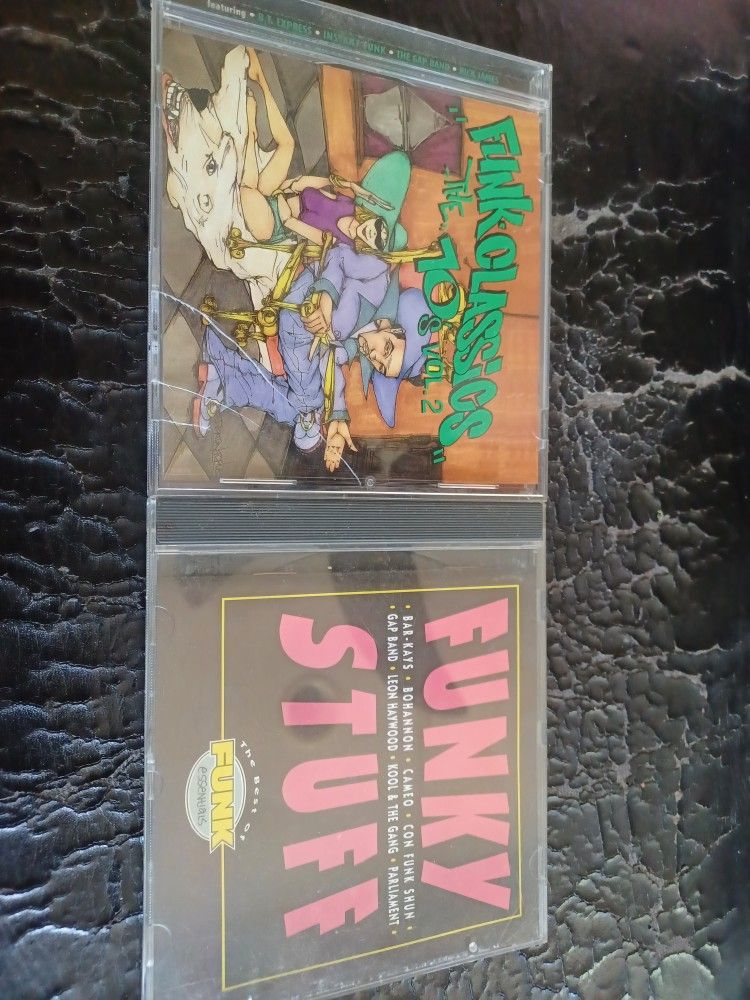 featuring • B.T. EXPRESS • INSTANT FUNK • THE GAP BAND • RICK JAMES
"FUNK•CLASSICS
THE
70s VOL. 2"
FUNKY
• BAR-KAYS • BOHANNON • CAMEO • CON FUNK SHUN •
• GAP BAND • LEON HAYWOOD • KOOL & THE GANG • PARLIAMENT •
STUFF
The Best Of
FUNK
ESSENTIALS